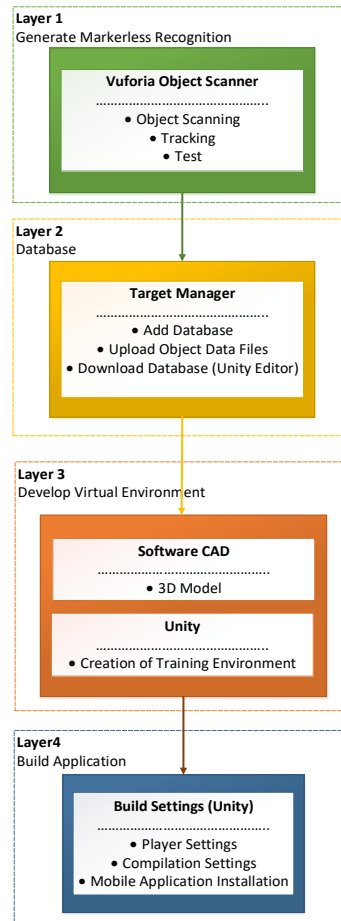 Layer 1
Generate Markerless Recognition
Vuforia Object Scanner
………………………………………..
● Object Scanning
● Tracking
● Test
Layer 2
Database
Target Manager
………………………………………..
● Add Database
● Upload Object Data Files
● Download Database (Unity Editor)
Layer 3
Develop Virtual Environment
Software CAD
………………………………………..
● 3D Model
Unity
………………………………………..
● Creation of Training Environment
Layer4
Build Application
Build Settings (Unity)
………………………………………..
● Player Settings
● Compilation Settings
● Mobile Application Installation